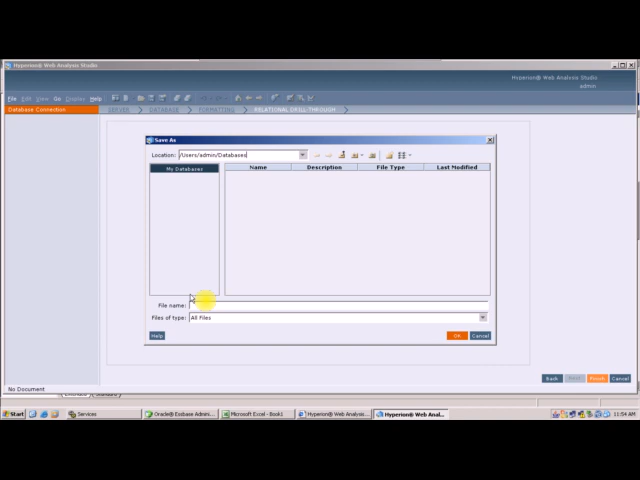 Hyperion® Web Analysis Studio
Hyperion® Web Analysis Studio
admin
File Edit View Go Display Help
Database Connection
SERVER DATABASE FORMATTING RELATIONAL DRILL-THROUGH
Save As
Location: /Users/admin/Databases
My Databases
Name Description File Type Last Modified
File name:
Files of type: All Files
Help OK Cancel
Back Next Finish Cancel
No Document
Start Services Oracle® Essbase Admin... Microsoft Excel - Book1 Hyperion® Web Analysis... Hyperion® Web Anal... 11:54 AM